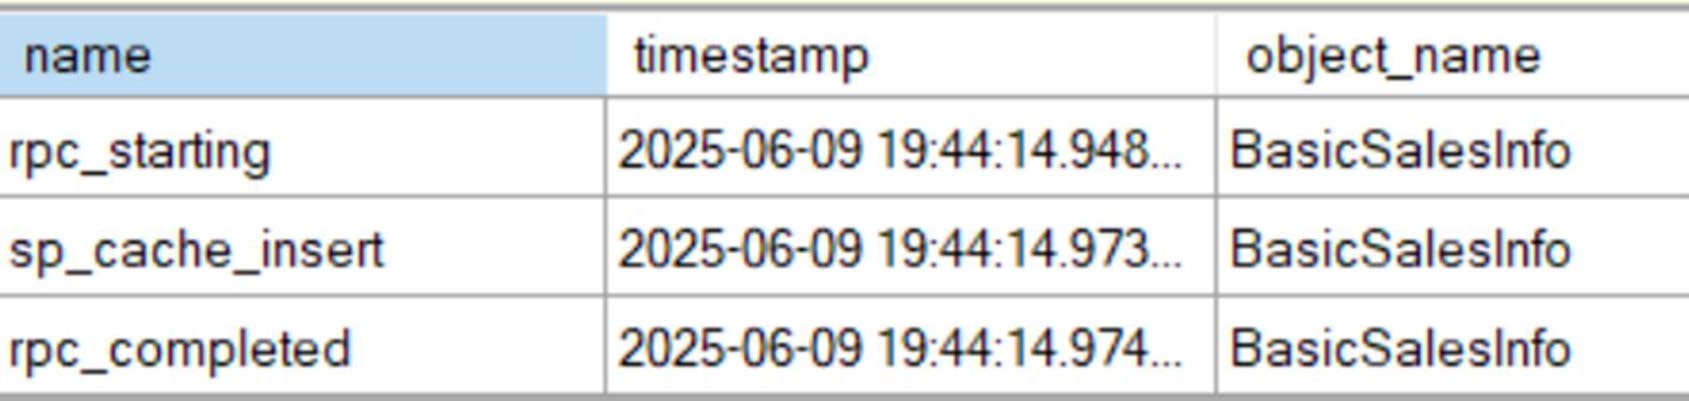 name timestamp object_name
rpc_starting 2025-06-09 19:44:14.948... BasicSalesInfo
sp_cache_insert 2025-06-09 19:44:14.973... BasicSalesInfo
rpc_completed 2025-06-09 19:44:14.974... BasicSalesInfo